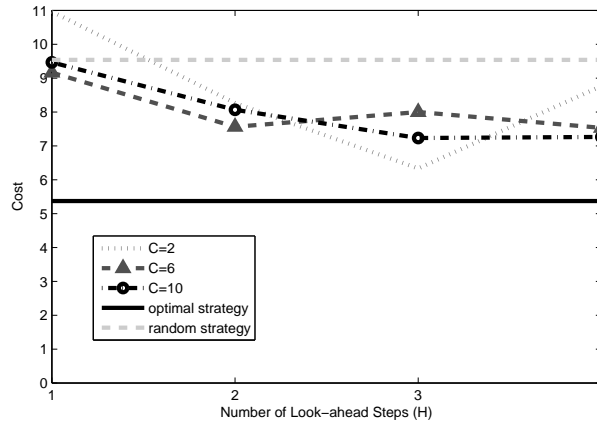 11
10
9
8
7
6
5
4
3
2
1
0
Cost
C=2
C=6
C=10
optimal strategy
random strategy
1
2
3
Number of Look−ahead Steps (H)